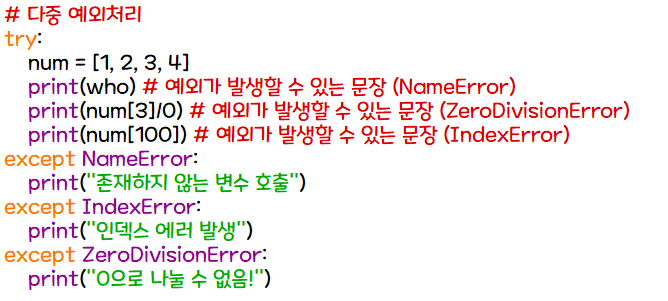 # 다중 예외처리
try:
    num = [1, 2, 3, 4]
    print(who) # 예외가 발생할 수 있는 문장 (NameError)
    print(num[3]/0) # 예외가 발생할 수 있는 문장 (ZeroDivisionError)
    print(num[100]) # 예외가 발생할 수 있는 문장 (IndexError)
except NameError:
    print("존재하지 않는 변수 호출")
except IndexError:
    print("인덱스 에러 발생")
except ZeroDivisionError:
    print("0으로 나눌 수 없음!")